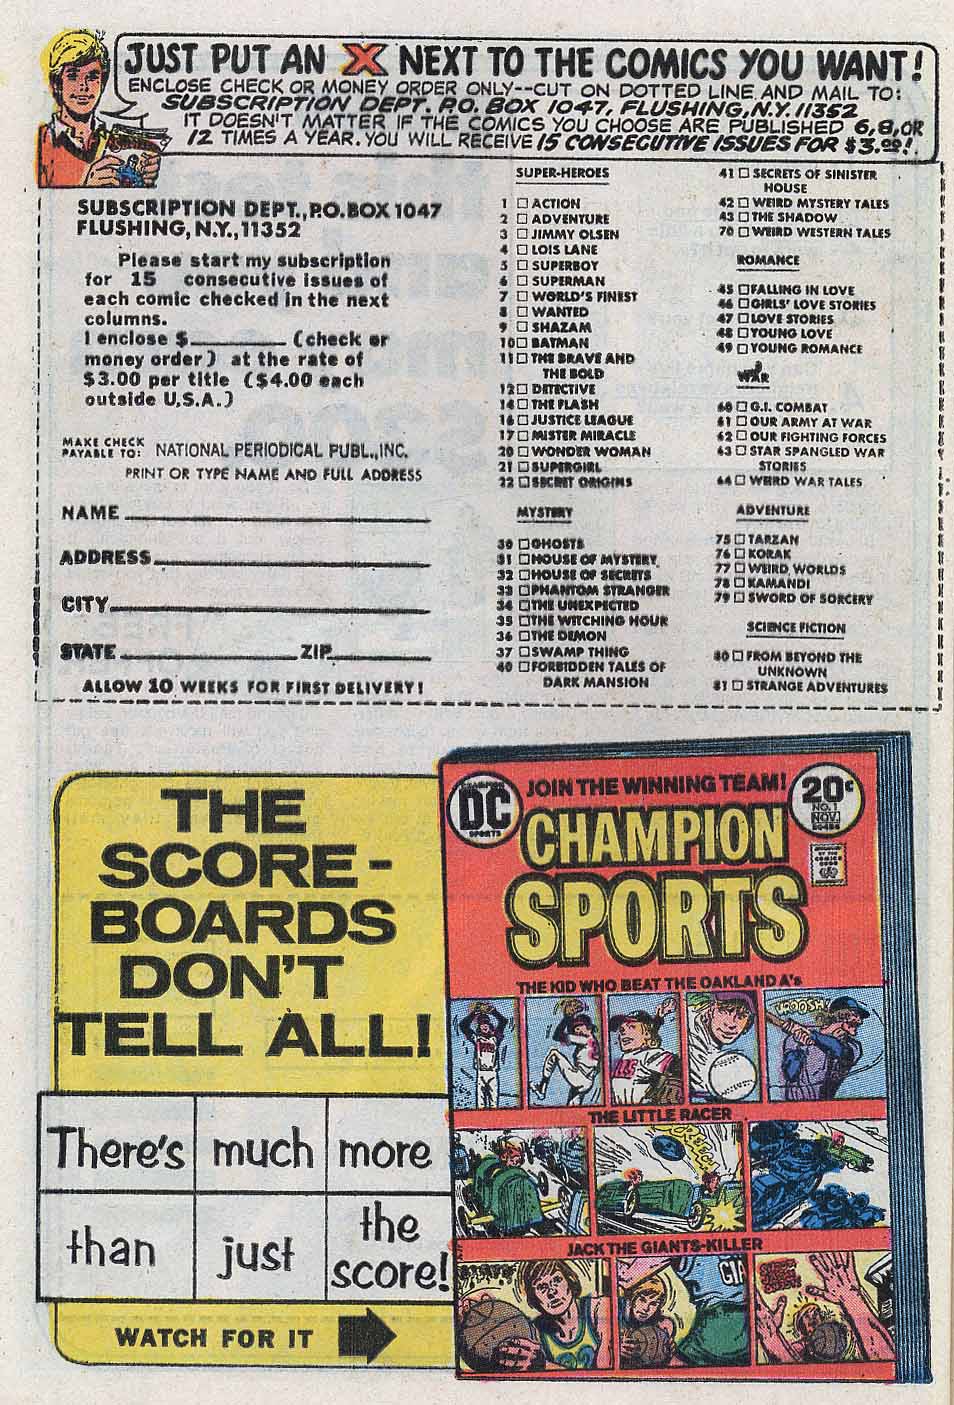 JUST PUT AN X NEXT TO THE COMICS YOU WANT!
ENCLOSE CHECK OR MONEY ORDER ONLY--CUT ON DOTTED LINE AND MAIL TO:
SUBSCRIPTION DEPT. P.O. BOX 1047, FLUSHING, N.Y. 11352
IT DOESN'T MATTER IF THE COMICS YOU CHOOSE ARE PUBLISHED 6, 8, OR
12 TIMES A YEAR. YOU WILL RECEIVE 15 CONSECUTIVE ISSUES FOR $3.00!
SUBSCRIPTION DEPT., P.O. BOX 1047
FLUSHING, N.Y., 11352
Please start my subscription
for 15 consecutive issues of
each comic checked in the next
columns.
I enclose $________ (check or
money order) at the rate of
$3.00 per title ($4.00 each
outside U.S.A.)
MAKE CHECK
PAYABLE TO: NATIONAL PERIODICAL PUBL., INC.
PRINT OR TYPE NAME AND FULL ADDRESS
NAME
ADDRESS
CITY
STATE ZIP
ALLOW 10 WEEKS FOR FIRST DELIVERY!
SUPER-HEROES
1 □ ACTION
2 □ ADVENTURE
3 □ JIMMY OLSEN
4 □ LOIS LANE
5 □ SUPERBOY
6 □ SUPERMAN
7 □ WORLD'S FINEST
8 □ WANTED
9 □ SHAZAM
10 □ BATMAN
11 □ THE BRAVE AND
THE BOLD
12 □ DETECTIVE
14 □ THE FLASH
16 □ JUSTICE LEAGUE
17 □ MISTER MIRACLE
20 □ WONDER WOMAN
21 □ SUPERGIRL
22 □ SECRET ORIGINS
MYSTERY
30 □ GHOSTS
31 □ HOUSE OF MYSTERY
32 □ HOUSE OF SECRETS
33 □ PHANTOM STRANGER
34 □ THE UNEXPECTED
35 □ THE WITCHING HOUR
36 □ THE DEMON
37 □ SWAMP THING
40 □ FORBIDDEN TALES OF
DARK MANSION
41 □ SECRETS OF SINISTER
HOUSE
42 □ WEIRD MYSTERY TALES
43 □ THE SHADOW
70 □ WEIRD WESTERN TALES
ROMANCE
45 □ FALLING IN LOVE
46 □ GIRLS' LOVE STORIES
47 □ LOVE STORIES
48 □ YOUNG LOVE
49 □ YOUNG ROMANCE
WAR
60 □ G.I. COMBAT
61 □ OUR ARMY AT WAR
62 □ OUR FIGHTING FORCES
63 □ STAR SPANGLED WAR
STORIES
64 □ WEIRD WAR TALES
ADVENTURE
75 □ TARZAN
76 □ KORAK
77 □ WEIRD, WORLDS
78 □ KAMANDI
79 □ SWORD OF SORCERY
SCIENCE FICTION
80 □ FROM BEYOND THE
UNKNOWN
81 □ STRANGE ADVENTURES
THE
SCORE-
BOARDS
DON'T
TELL ALL!
There's much more
than just the
score!
WATCH FOR IT
CHAMPION
DC
SPORTS
JOIN THE WINNING TEAM!
20¢
NO. 1
NOV.
CHAMPION
SPORTS
THE KID WHO BEAT THE OAKLAND A's
VROOSH!
THE LITTLE RACER
JACK THE GIANTS-KILLER
GIA